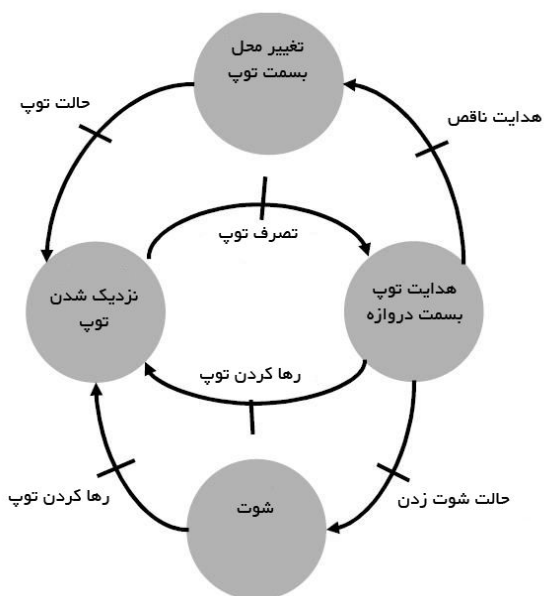 تغییر محل
بسمت توپ
حالت توپ
هدایت ناقص
تصرف توپ
نزدیک شدن
توپ
هدایت توپ
بسمت دروازه
رها کردن توپ
رها کردن توپ
شوت
حالت شوت زدن